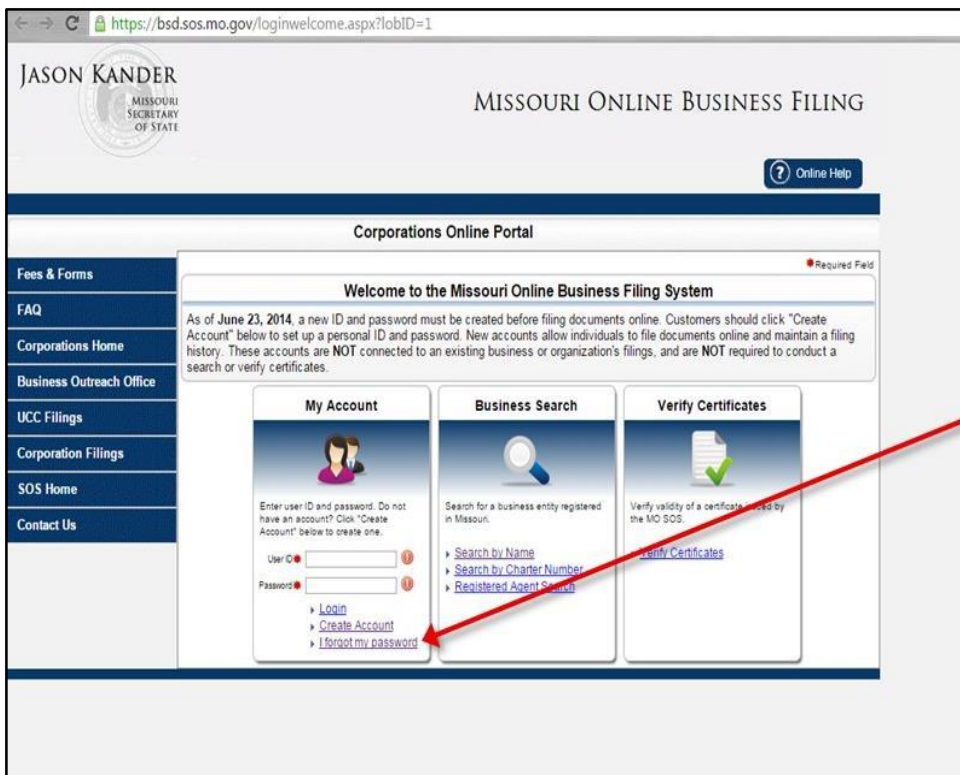 https://bsd.sos.mo.gov/loginwelcome.aspx?lobID=1
JASON KANDER
MISSOURI
SECRETARY
OF STATE
MISSOURI ONLINE BUSINESS FILING
? Online Help
Corporations Online Portal
Required Field
Fees & Forms
FAQ
Corporations Home
Business Outreach Office
UCC Filings
Corporation Filings
SOS Home
Contact Us
Welcome to the Missouri Online Business Filing System
As of June 23, 2014, a new ID and password must be created before filing documents online. Customers should click "Create
Account" below to set up a personal ID and password. New accounts allow individuals to file documents online and maintain a filing
history. These accounts are NOT connected to an existing business or organization's filings, and are NOT required to conduct a
search or verify certificates.
My Account
Enter user ID and password. Do not
have an account? Click "Create
Account" below to create one.
User ID
Password
Login
Create Account
I forgot my password
Business Search
Search for a business entity registered
in Missouri.
Search by Name
Search by Charter Number
Registered Agent Search
Verify Certificates
Verify validity of a certificate issued by
the MO SOS.
Verify Certificates